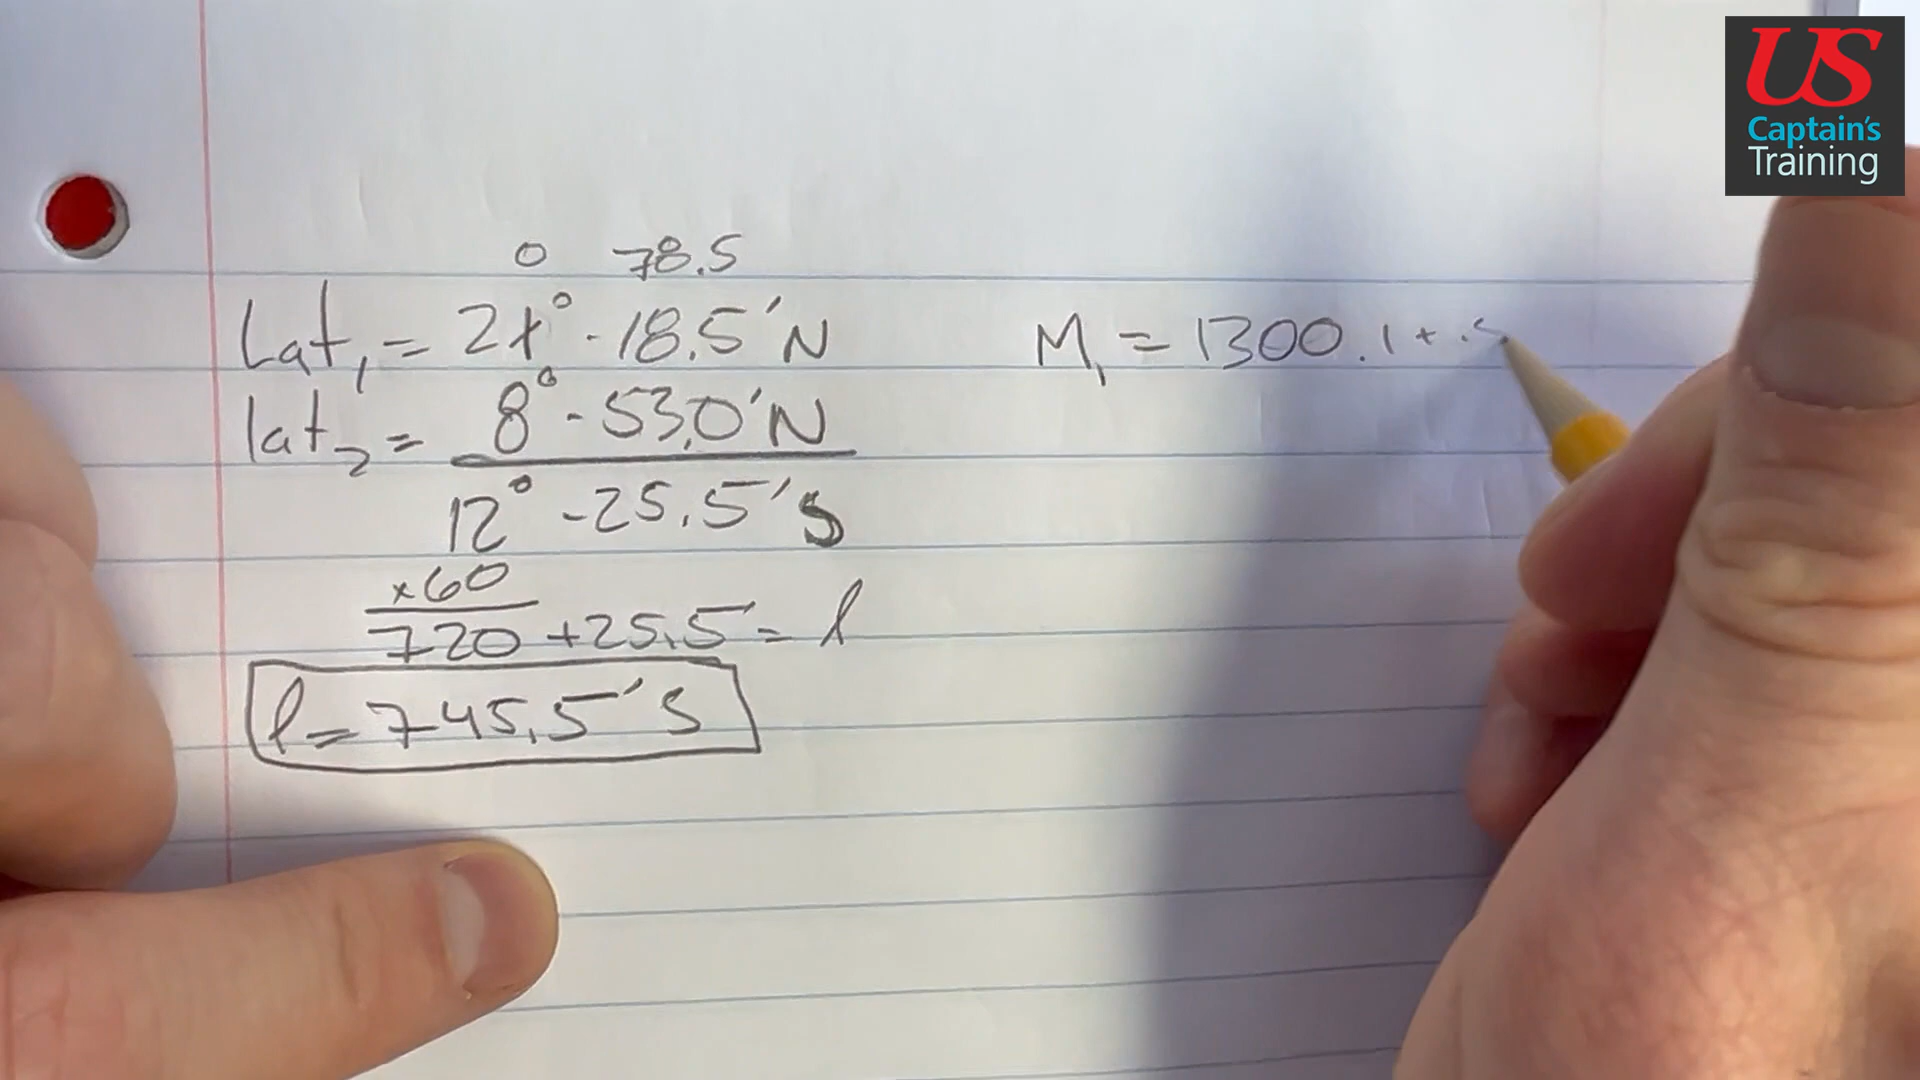 US
Captain's
Training
0 78.5
Lat₁ = 21° - 18.5' N
lat₂ = 8° - 53.0' N
12° - 25.5' S
x60
720 + 25.5 = l
l = 745.5' S
M₁ = 1300.1 + .5